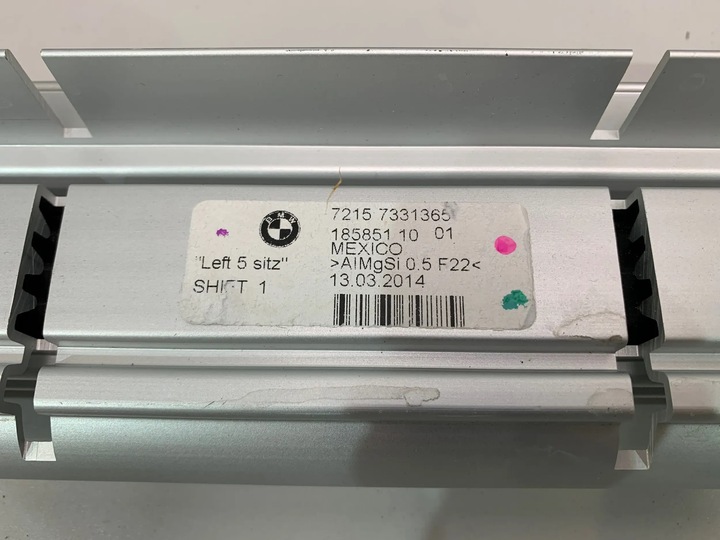 BMW
7215 7331365
185851 10 01
MEXICO
"Left 5 sitz"
>AlMgSi 0.5 F22<
SHIFT 1
13.03.2014